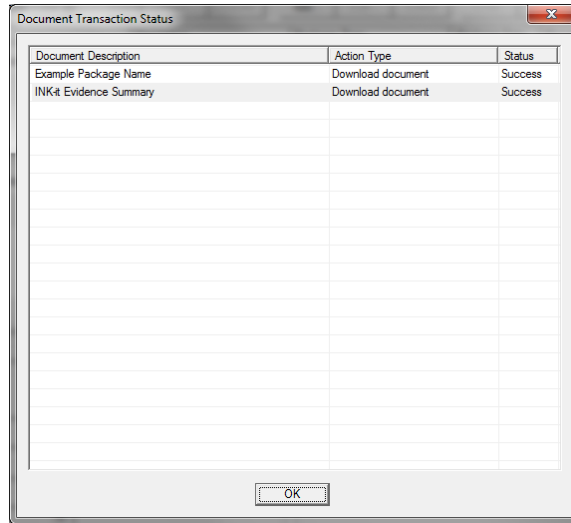 Document Transaction Status
Document Description Action Type Status
Example Package Name Download document Success
INK-it Evidence Summary Download document Success
OK